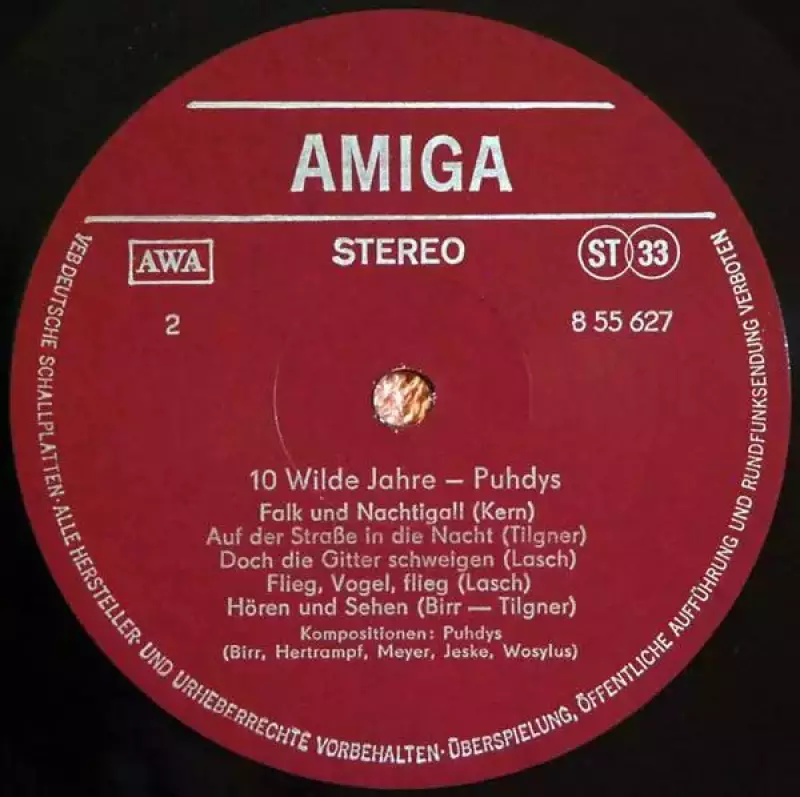 AMIGA
AWA
STEREO
ST 33
2
8 55 627
10 Wilde Jahre – Puhdys
Falk und Nachtigall (Kern)
Auf der Straße in die Nacht (Tilgner)
Doch die Gitter schweigen (Lasch)
Flieg, Vogel, flieg (Lasch)
Hören und Sehen (Birr – Tilgner)
Kompositionen: Puhdys
(Birr, Hertrampf, Meyer, Jeske, Wosylus)
VEB DEUTSCHE SCHALLPLATTEN · ALLE HERSTELLER- UND URHEBERRECHTE VORBEHALTEN · ÜBERSPIELUNG, ÖFFENTLICHE AUFFÜHRUNG UND RUNDFUNKSENDUNG VERBOTEN